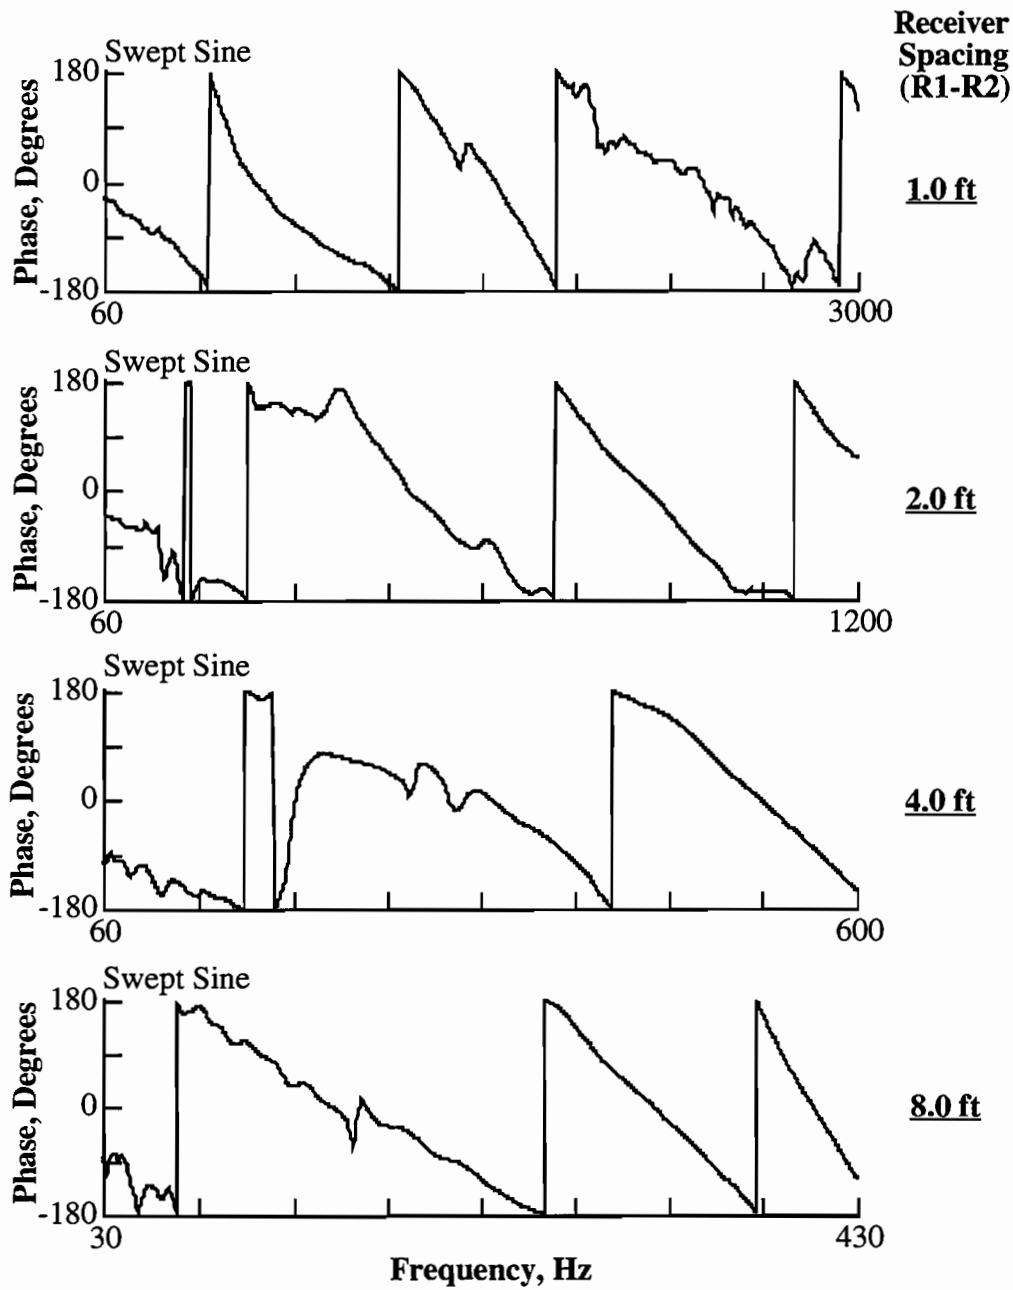 Receiver
Spacing
(R1-R2)
Swept Sine
180
0
-180
Phase, Degrees
60
3000
1.0 ft
Swept Sine
180
0
-180
Phase, Degrees
60
1200
2.0 ft
Swept Sine
180
0
-180
Phase, Degrees
60
600
4.0 ft
Swept Sine
180
0
-180
Phase, Degrees
30
430
8.0 ft
Frequency, Hz